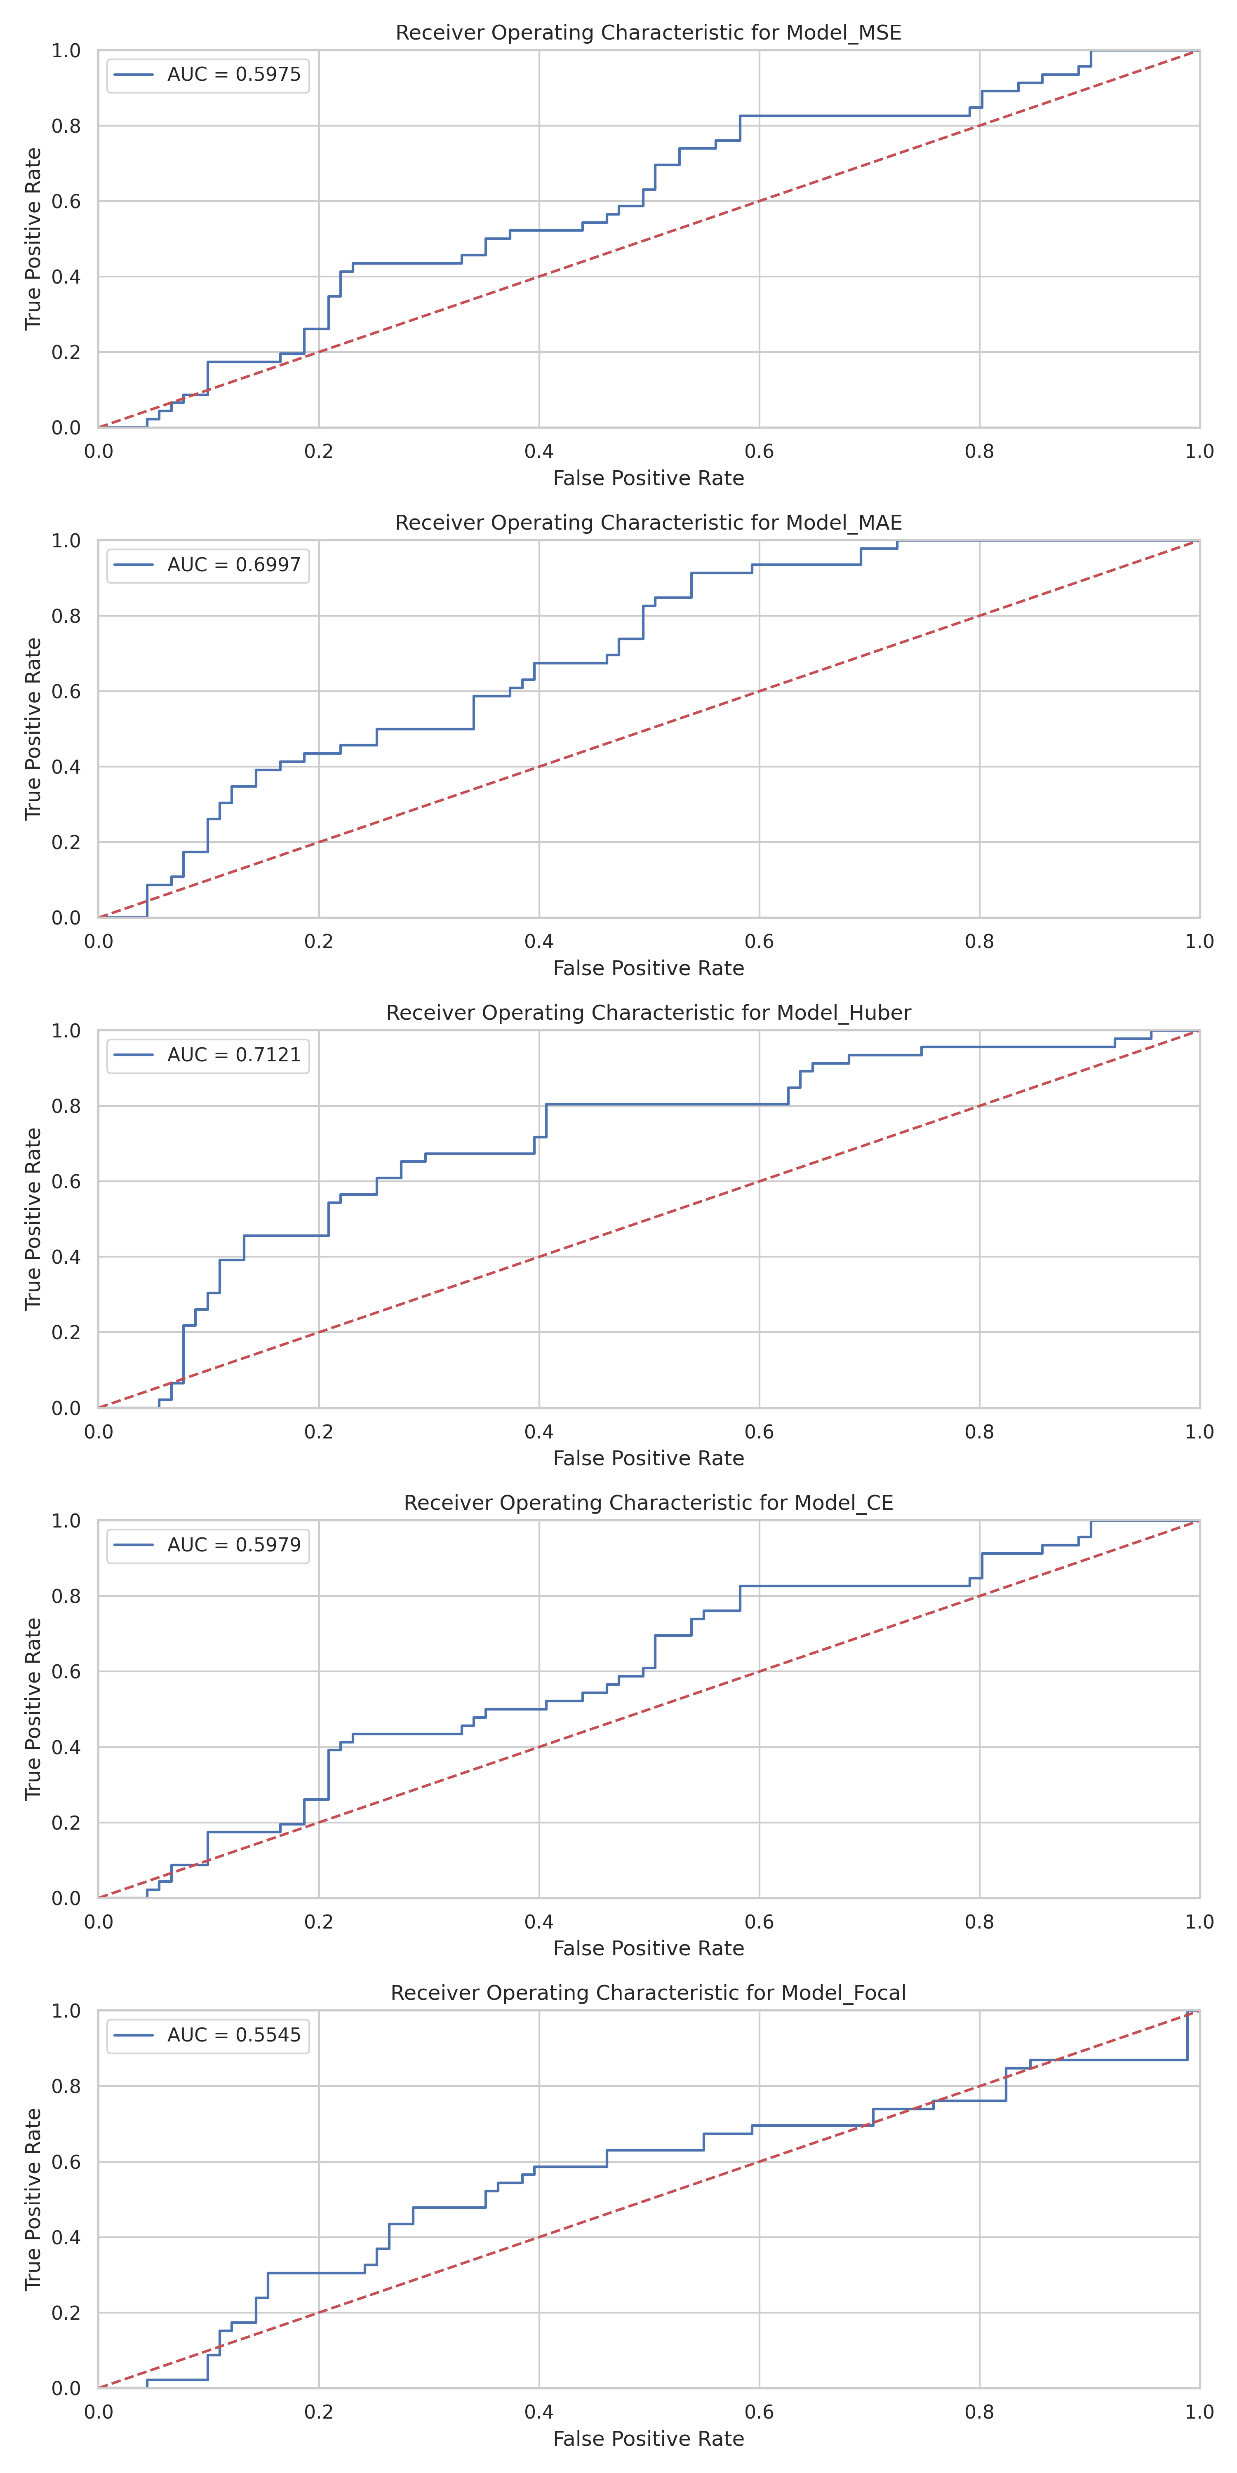 Receiver Operating Characteristic for Model_MSE
AUC = 0.5975
True Positive Rate
1.0
0.8
0.6
0.4
0.2
0.0
0.0 0.2 0.4 0.6 0.8 1.0
False Positive Rate
Receiver Operating Characteristic for Model_MAE
AUC = 0.6997
True Positive Rate
1.0
0.8
0.6
0.4
0.2
0.0
0.0 0.2 0.4 0.6 0.8 1.0
False Positive Rate
Receiver Operating Characteristic for Model_Huber
AUC = 0.7121
True Positive Rate
1.0
0.8
0.6
0.4
0.2
0.0
0.0 0.2 0.4 0.6 0.8 1.0
False Positive Rate
Receiver Operating Characteristic for Model_CE
AUC = 0.5979
True Positive Rate
1.0
0.8
0.6
0.4
0.2
0.0
0.0 0.2 0.4 0.6 0.8 1.0
False Positive Rate
Receiver Operating Characteristic for Model_Focal
AUC = 0.5545
True Positive Rate
1.0
0.8
0.6
0.4
0.2
0.0
0.0 0.2 0.4 0.6 0.8 1.0
False Positive Rate